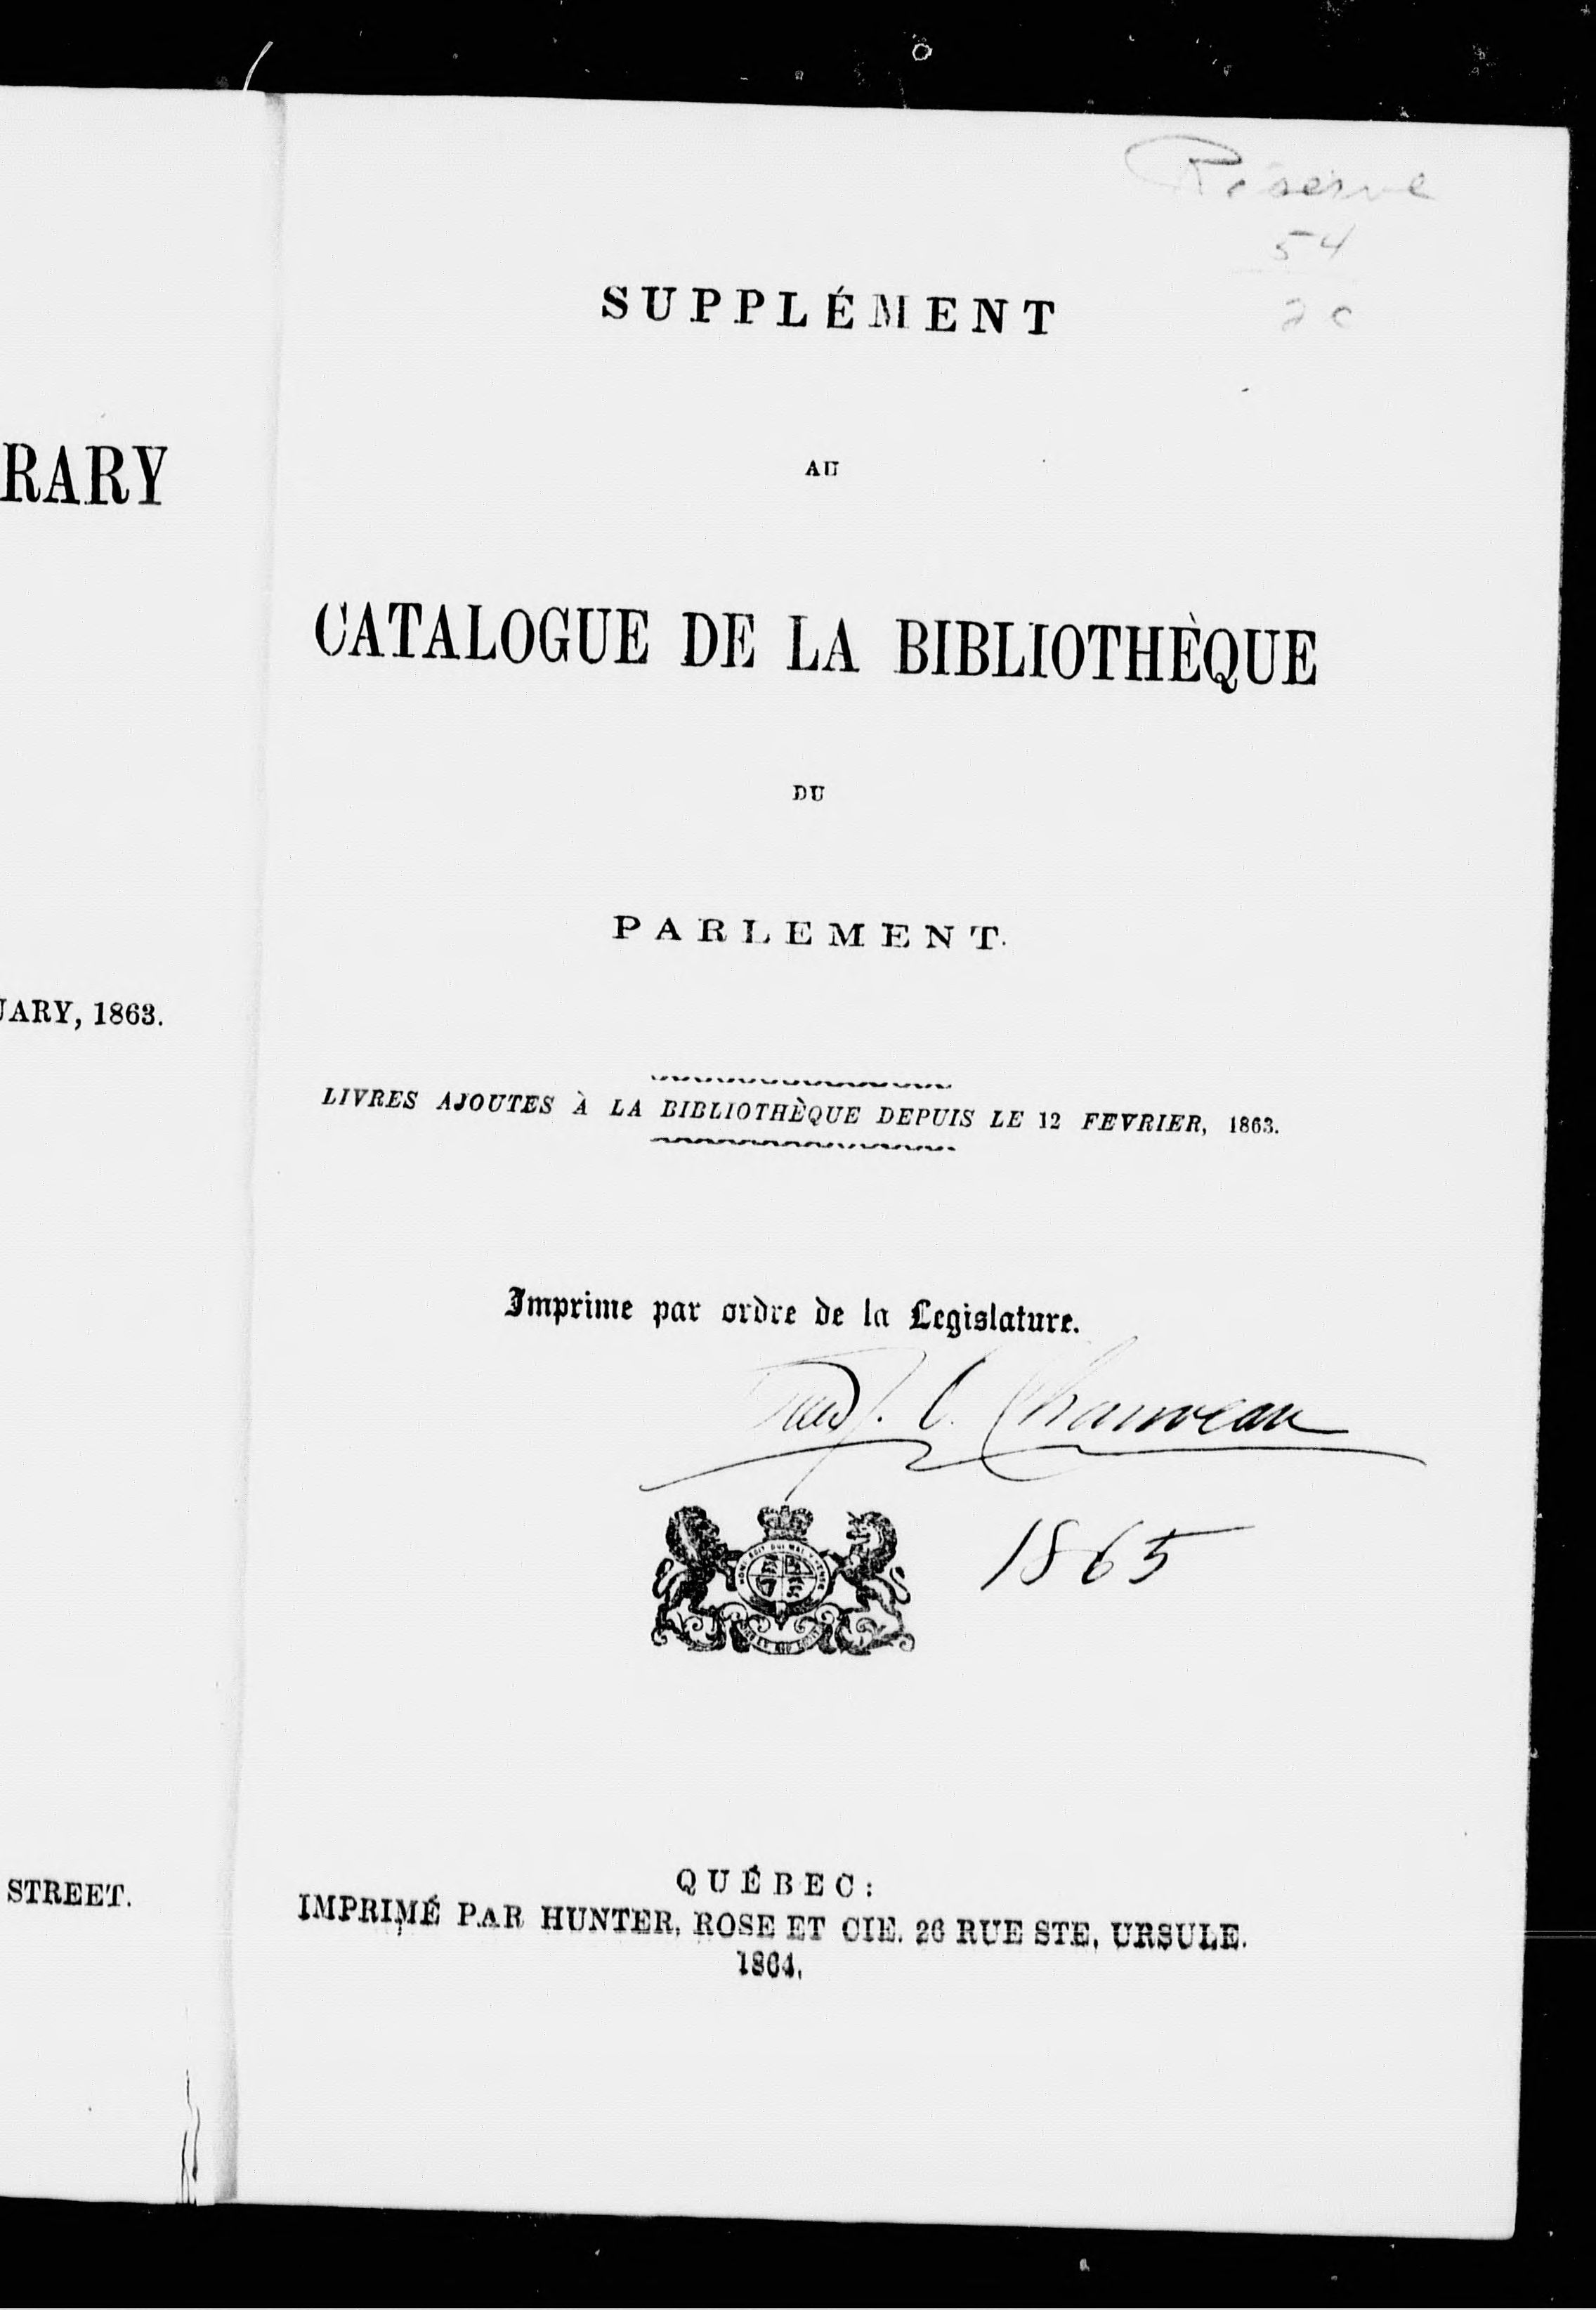 RARY
UARY, 1863.
STREET.
Réserve
54
20
SUPPLÉMENT
AU
CATALOGUE DE LA BIBLIOTHÈQUE
DU
PARLEMENT.
LIVRES AJOUTES À LA BIBLIOTHÈQUE DEPUIS LE 12 FEVRIER, 1863.
Imprime par ordre de la Legislature.
Chauveau
1865
QUÉBEC:
IMPRIMÉ PAR HUNTER, ROSE ET CIE. 26 RUE STE. URSULE.
1864.